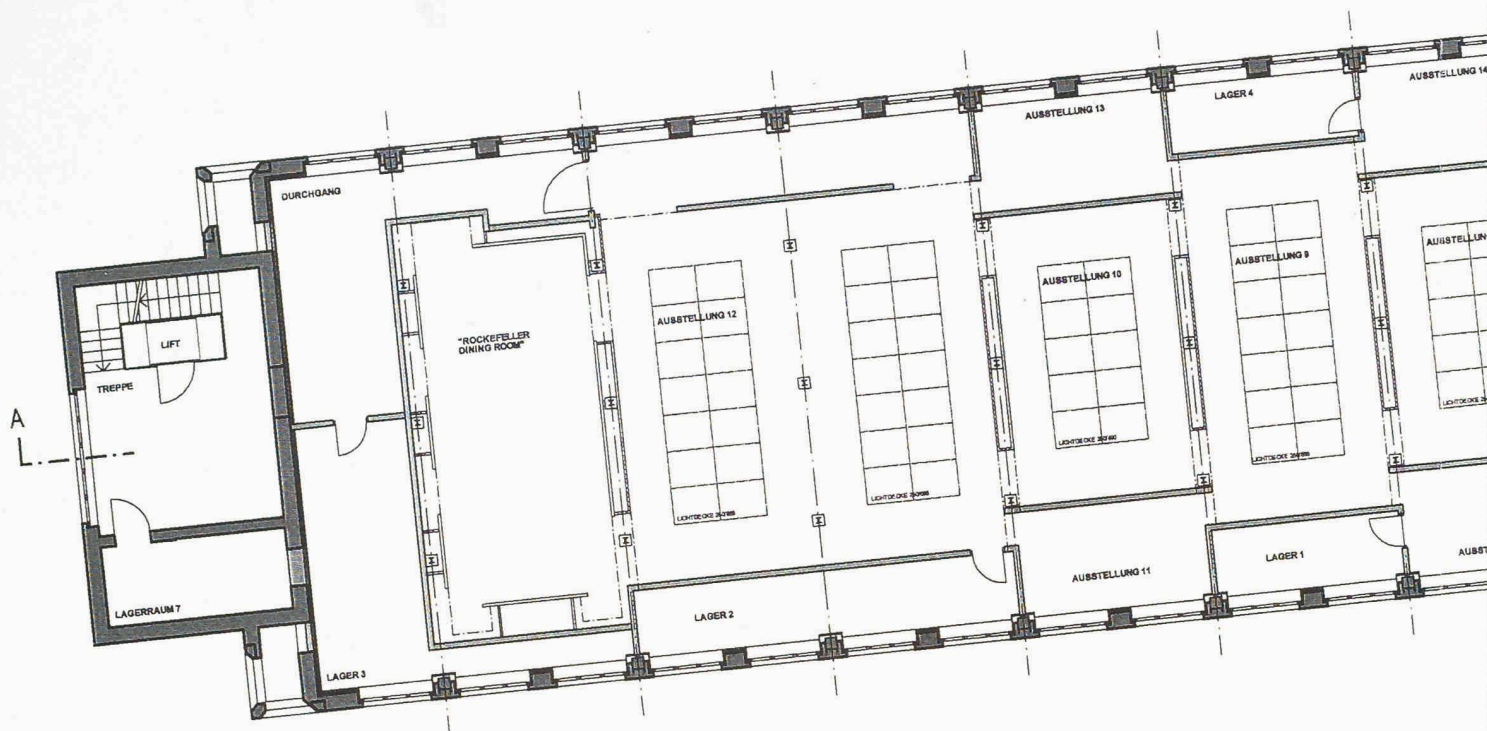 AUSSTELLUNG 14
LAGER 4
AUSSTELLUNG 13
DURCHGANG
AUSSTELLUNG 9
AUSSTELLUNG 10
AUSSTELLUNG 12
"ROCKEFELLER
DINING ROOM"
LIFT
TREPPE
A
LAGERRAUM 7
LAGER 3
LAGER 2
AUSSTELLUNG 11
LAGER 1